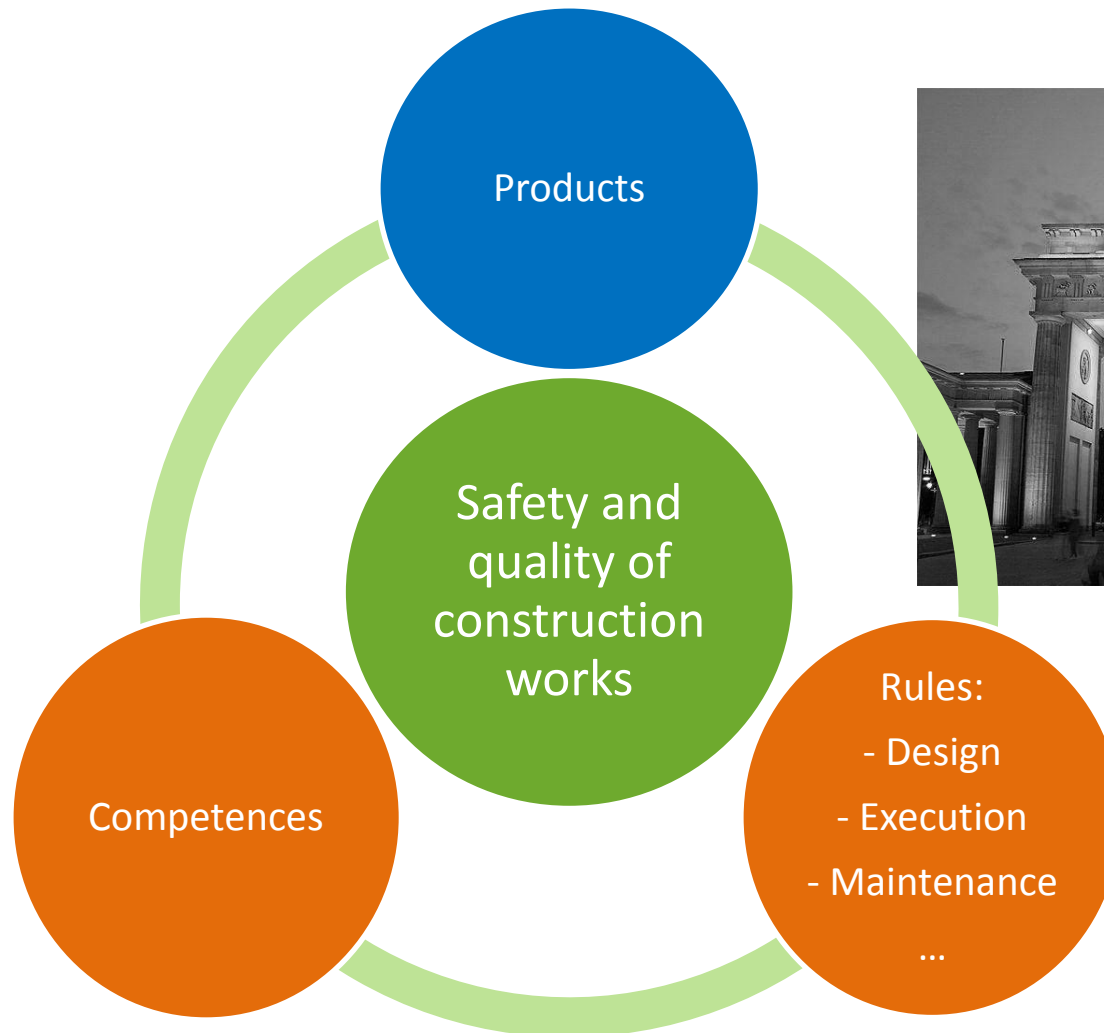 Products
Safety and
quality of
construction
works
Competences
Rules:
- Design
- Execution
- Maintenance
...